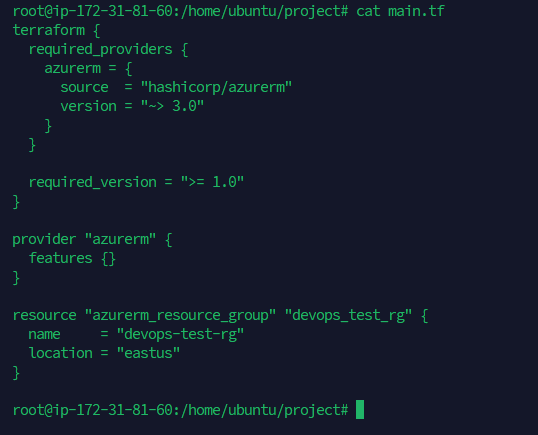 root@ip-172-31-81-60:/home/ubuntu/project# cat main.tf
terraform {
  required_providers {
    azurerm = {
      source  = "hashicorp/azurerm"
      version = "~> 3.0"
    }
  }

  required_version = ">= 1.0"
}

provider "azurerm" {
  features {}
}

resource "azurerm_resource_group" "devops_test_rg" {
  name     = "devops-test-rg"
  location = "eastus"
}

root@ip-172-31-81-60:/home/ubuntu/project#